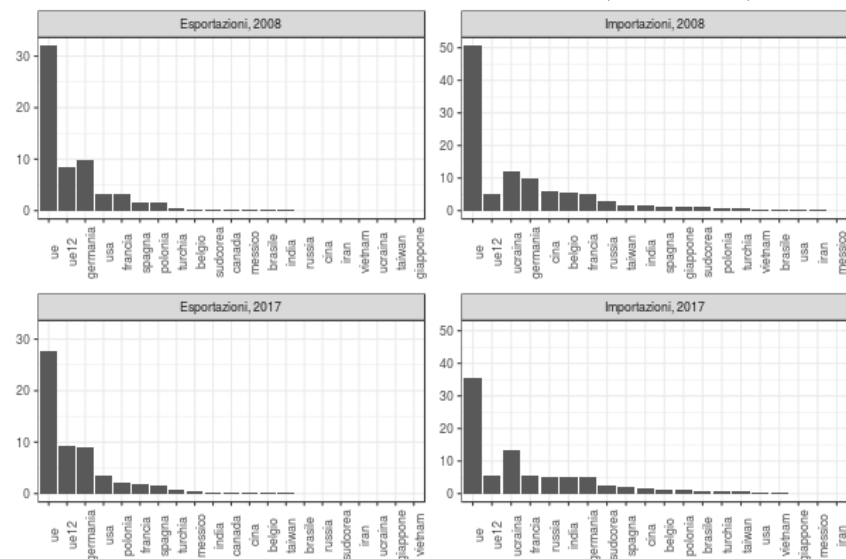 Esportazioni, 2008
30
20
10
0
ue
ue12
germania
usa
francia
spagna
polonia
turchia
belgio
sudcorea
canada
messico
brasile
india
russia
cina
iran
vietnam
ucraina
taiwan
giappone
Importazioni, 2008
50
40
30
20
10
0
ue
ue12
ucraina
germania
cina
belgio
francia
russia
taiwan
india
spagna
giappone
sudcorea
polonia
turchia
vietnam
brasile
usa
iran
messico
Esportazioni, 2017
30
20
10
0
ue
ue12
germania
usa
polonia
francia
spagna
turchia
messico
india
canada
cina
belgio
taiwan
brasile
russia
sudcorea
iran
ucraina
giappone
vietnam
Importazioni, 2017
50
40
30
20
10
0
ue
ue12
ucraina
francia
russia
india
germania
sudcorea
spagna
cina
belgio
polonia
brasile
turchia
taiwan
usa
vietnam
giappone
messico
iran